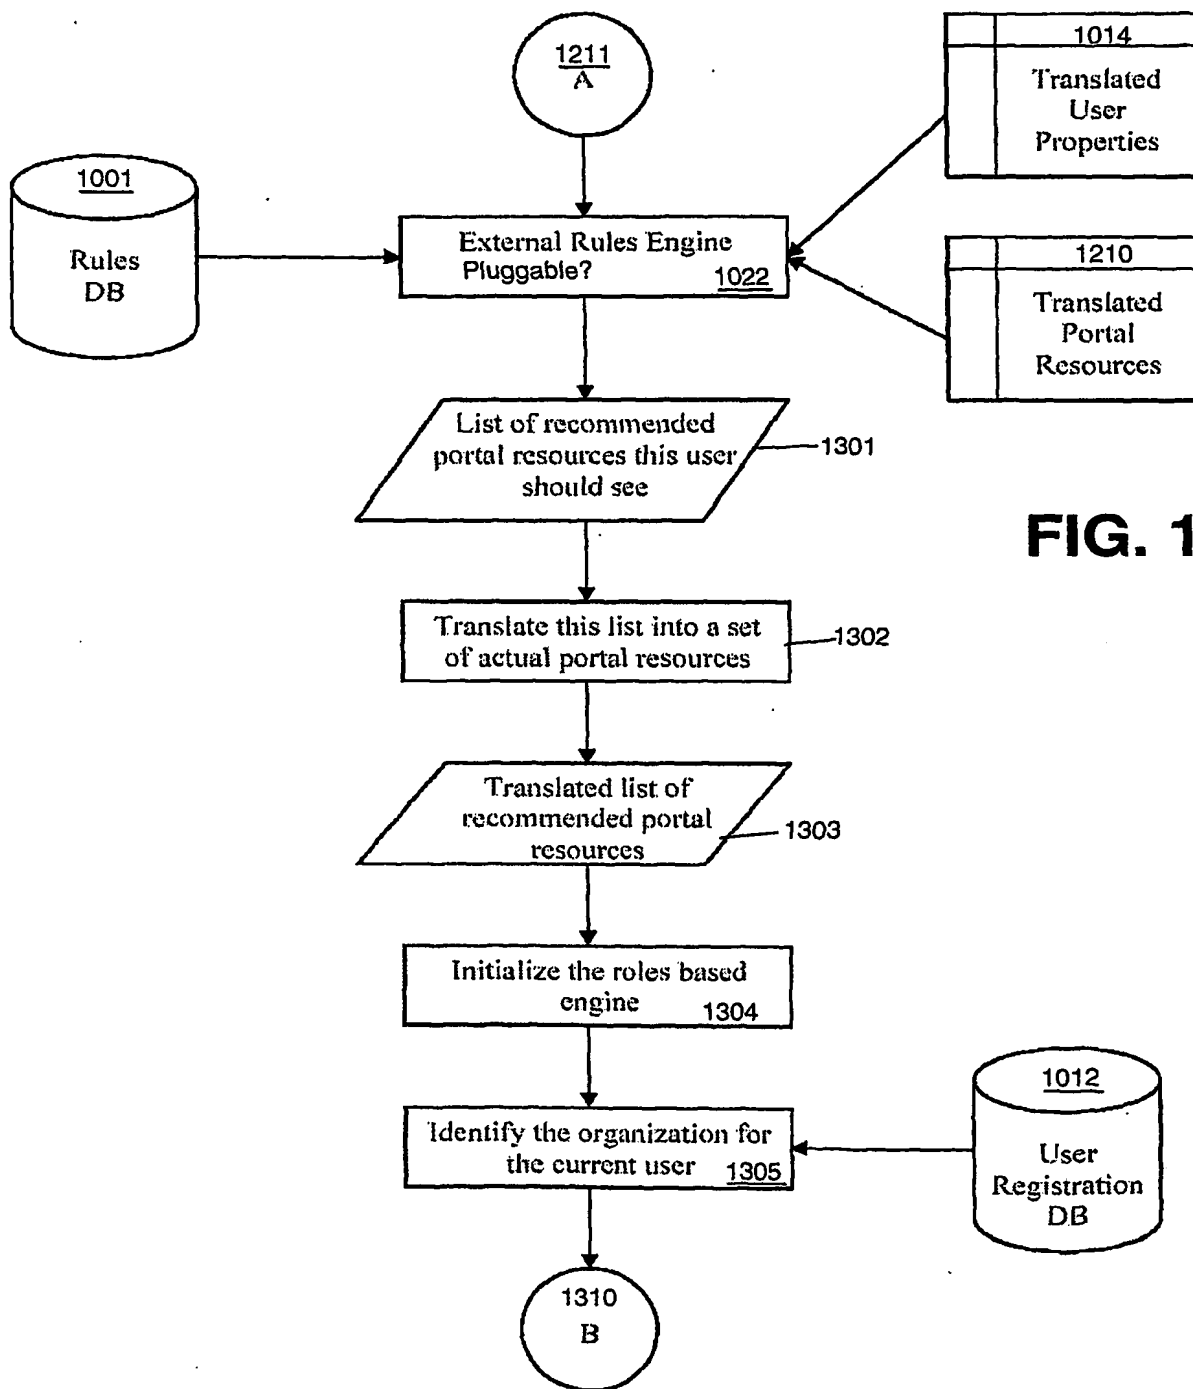 1211
A
1014
Translated
User
Properties
1001
Rules
DB
External Rules Engine
Pluggable?
1022
1210
Translated
Portal
Resources
List of recommended
portal resources this user
should see
1301
FIG. 1
Translate this list into a set
of actual portal resources
1302
Translated list of
recommended portal
resources
1303
Initialize the roles based
engine
1304
Identify the organization for
the current user
1305
1012
User
Registration
DB
1310
B